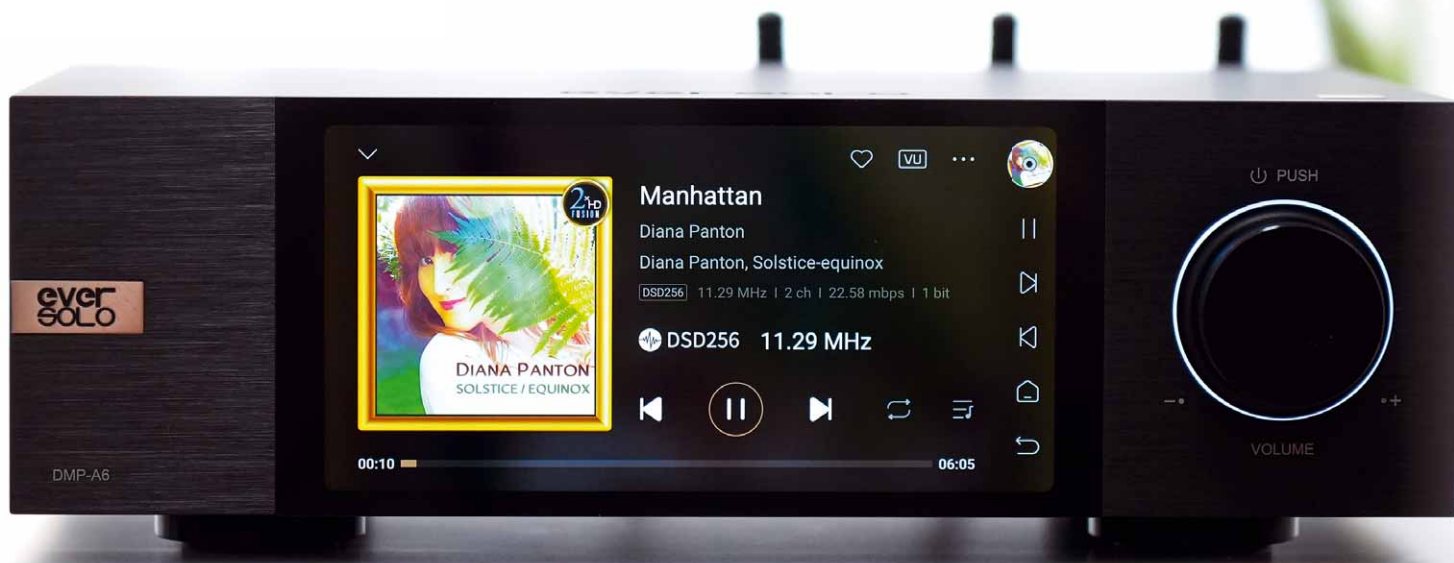 ever
SOLO
DMP-A6
VU
2xHD
FUSION
DIANA PANTON
SOLSTICE / EQUINOX
Manhattan
Diana Panton
Diana Panton, Solstice-equinox
DSD256 11.29 MHz | 2 ch | 22.58 mbps | 1 bit
DSD256 11.29 MHz
00:10
06:05
PUSH
- +
VOLUME